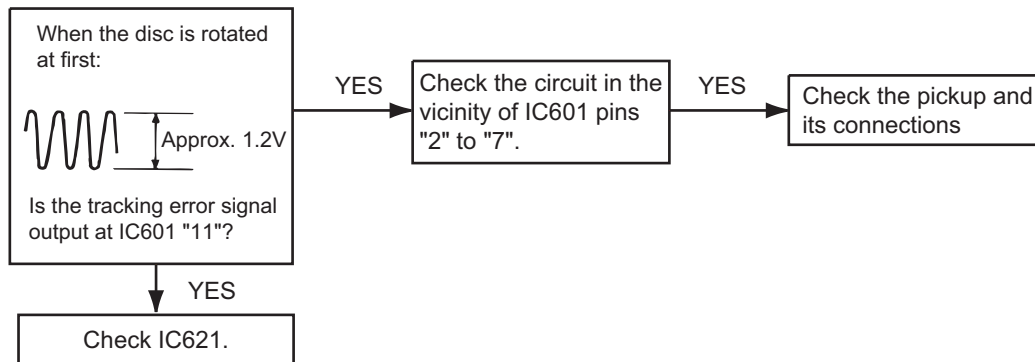 When the disc is rotated
at first:
Approx. 1.2V
Is the tracking error signal
output at IC601 "11"?
YES
Check the circuit in the
vicinity of IC601 pins
"2" to "7".
YES
Check the pickup and
its connections
YES
Check IC621.